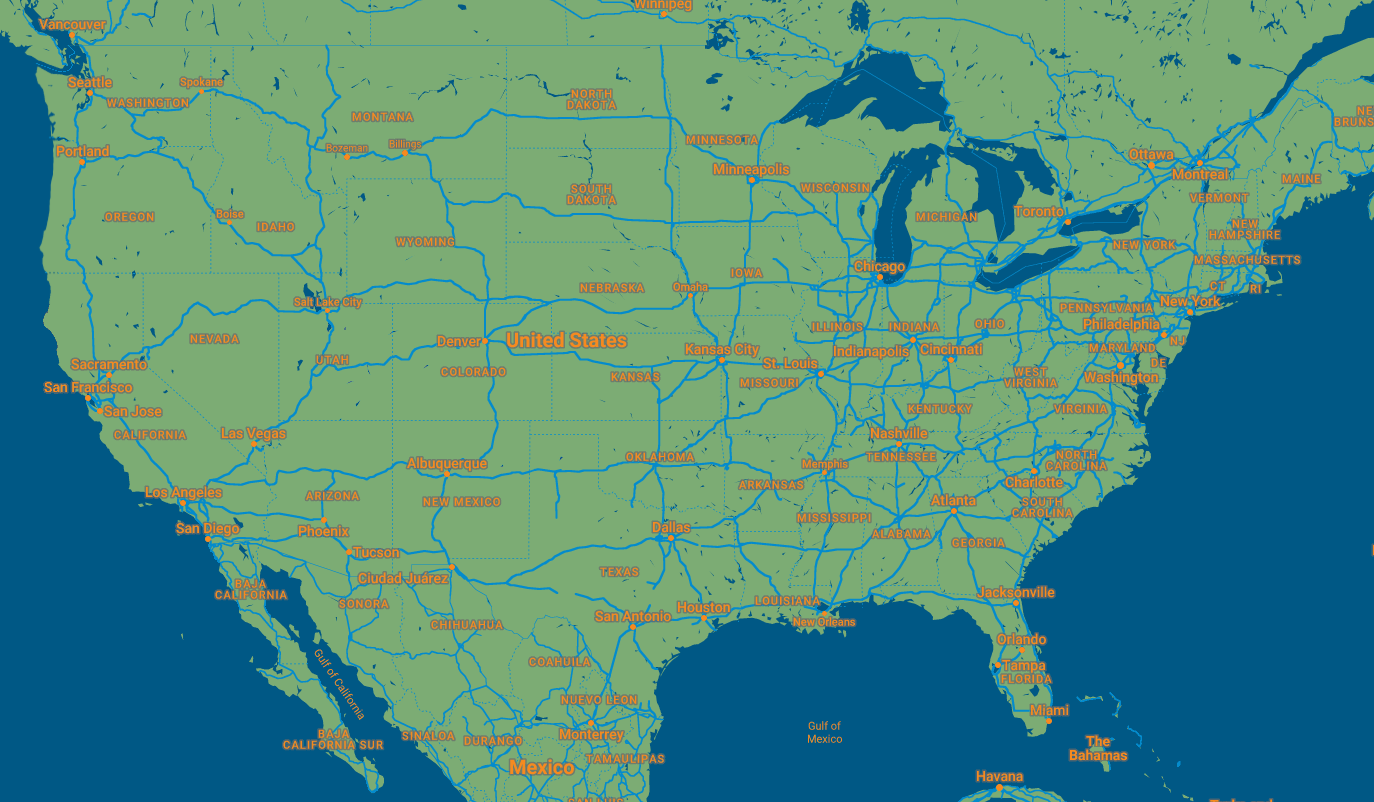 Winnipeg
Vancouver
Seattle
Spokane
WASHINGTON
NORTH
DAKOTA
MONTANA
Bozeman
Billings
MINNESOTA
Portland
Ottawa
Montreal
Minneapolis
WISCONSIN
SOUTH
DAKOTA
MAINE
VERMONT
OREGON
Boise
IDAHO
MICHIGAN
Toronto
NEW
HAMPSHIRE
WYOMING
NEW YORK
MASSACHUSETTS
Chicago
IOWA
NEBRASKA
Omaha
CT
RI
Salt Lake City
PENNSYLVANIA
New York
NEVADA
Denver
United States
ILLINOIS
INDIANA
OHIO
Philadelphia
NJ
UTAH
COLORADO
Kansas City
St. Louis
Indianapolis
Cincinnati
MARYLAND
DE
Sacramento
San Francisco
San Jose
KANSAS
MISSOURI
WEST
VIRGINIA
Washington
KENTUCKY
VIRGINIA
CALIFORNIA
Las Vegas
Nashville
TENNESSEE
Albuquerque
OKLAHOMA
Memphis
NORTH
CAROLINA
Charlotte
Los Angeles
ARIZONA
NEW MEXICO
ARKANSAS
Atlanta
SOUTH
CAROLINA
San Diego
Phoenix
Dallas
MISSISSIPPI
ALABAMA
GEORGIA
Tucson
Ciudad Juárez
TEXAS
BAJA
CALIFORNIA
SONORA
CHIHUAHUA
San Antonio
Houston
LOUISIANA
New Orleans
Jacksonville
Orlando
Tampa
FLORIDA
Gulf of California
COAHUILA
NUEVO LEON
Miami
Gulf of
Mexico
BAJA
CALIFORNIA SUR
SINALOA
DURANGO
Monterrey
TAMAULIPAS
The
Bahamas
Mexico
Havana